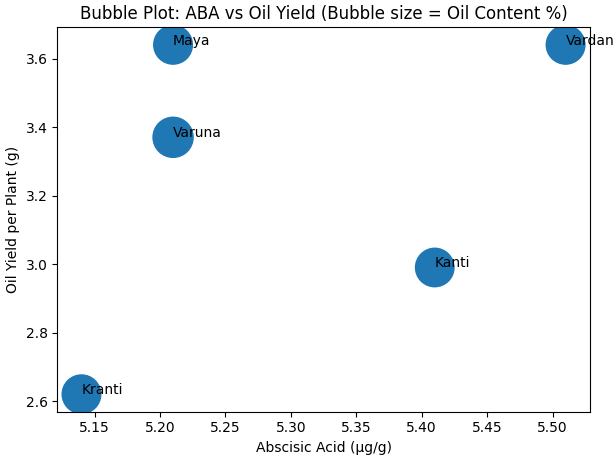 Bubble Plot: ABA vs Oil Yield (Bubble size = Oil Content %)
Maya
Vardan
3.6
Varuna
3.4
3.2
Oil Yield per Plant (g)
3.0
Kanti
2.8
2.6
Kranti
5.15
5.20
5.25
5.30
5.35
5.40
5.45
5.50
Abscisic Acid (µg/g)